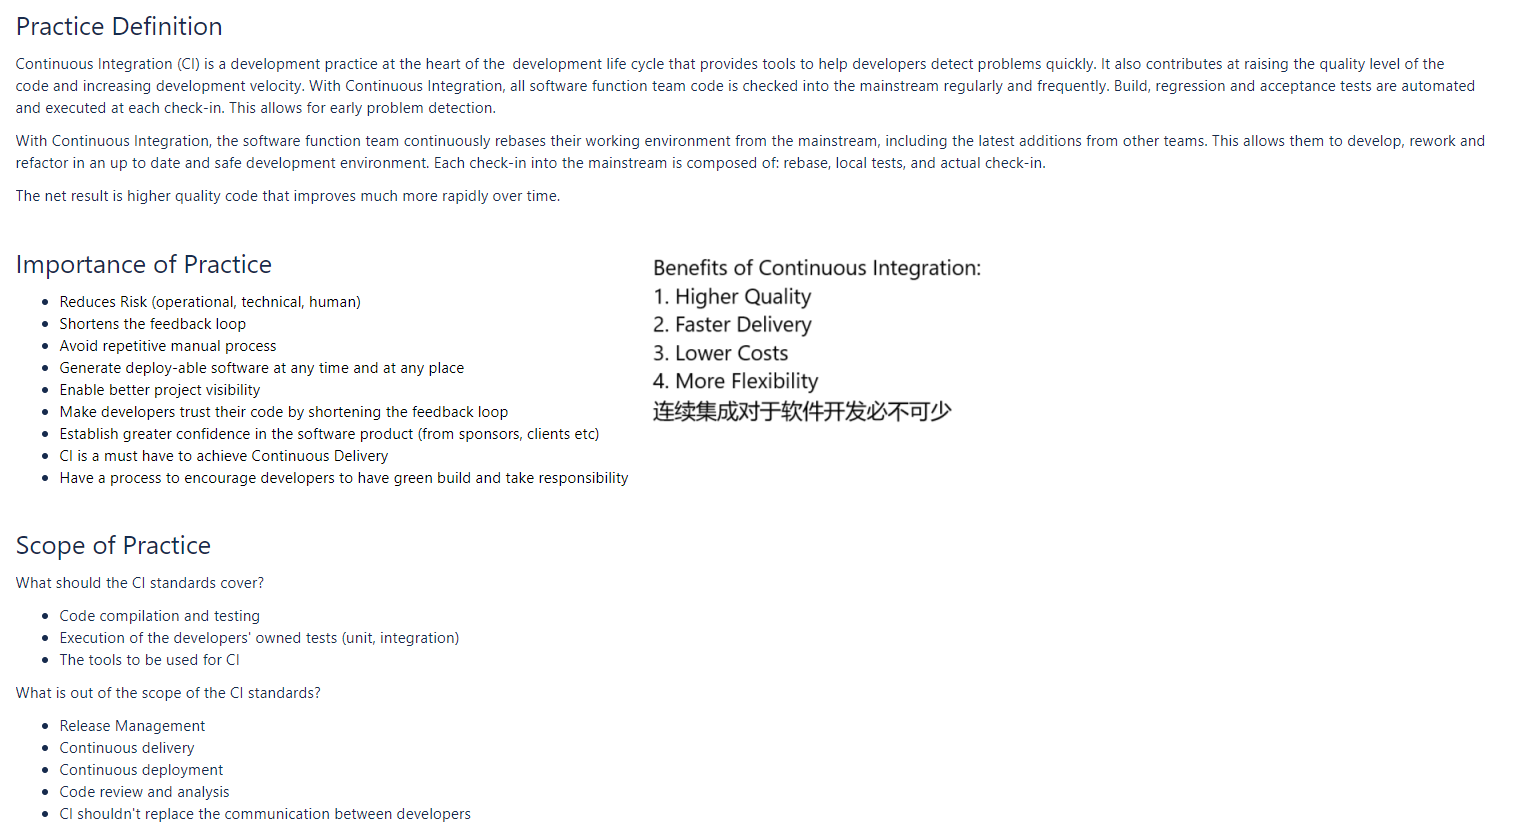 Practice Definition
Continuous Integration (CI) is a development practice at the heart of the development life cycle that provides tools to help developers detect problems quickly. It also contributes at raising the quality level of the
code and increasing development velocity. With Continuous Integration, all software function team code is checked into the mainstream regularly and frequently. Build, regression and acceptance tests are automated
and executed at each check-in. This allows for early problem detection.
With Continuous Integration, the software function team continuously rebases their working environment from the mainstream, including the latest additions from other teams. This allows them to develop, rework and
refactor in an up to date and safe development environment. Each check-in into the mainstream is composed of: rebase, local tests, and actual check-in.
The net result is higher quality code that improves much more rapidly over time.
Importance of Practice
• Reduces Risk (operational, technical, human)
• Shortens the feedback loop
• Avoid repetitive manual process
• Generate deploy-able software at any time and at any place
• Enable better project visibility
• Make developers trust their code by shortening the feedback loop
• Establish greater confidence in the software product (from sponsors, clients etc)
• CI is a must have to achieve Continuous Delivery
• Have a process to encourage developers to have green build and take responsibility
Benefits of Continuous Integration:
1. Higher Quality
2. Faster Delivery
3. Lower Costs
4. More Flexibility
连续集成对于软件开发必不可少
Scope of Practice
What should the CI standards cover?
• Code compilation and testing
• Execution of the developers' owned tests (unit, integration)
• The tools to be used for CI
What is out of the scope of the CI standards?
• Release Management
• Continuous delivery
• Continuous deployment
• Code review and analysis
• CI shouldn't replace the communication between developers